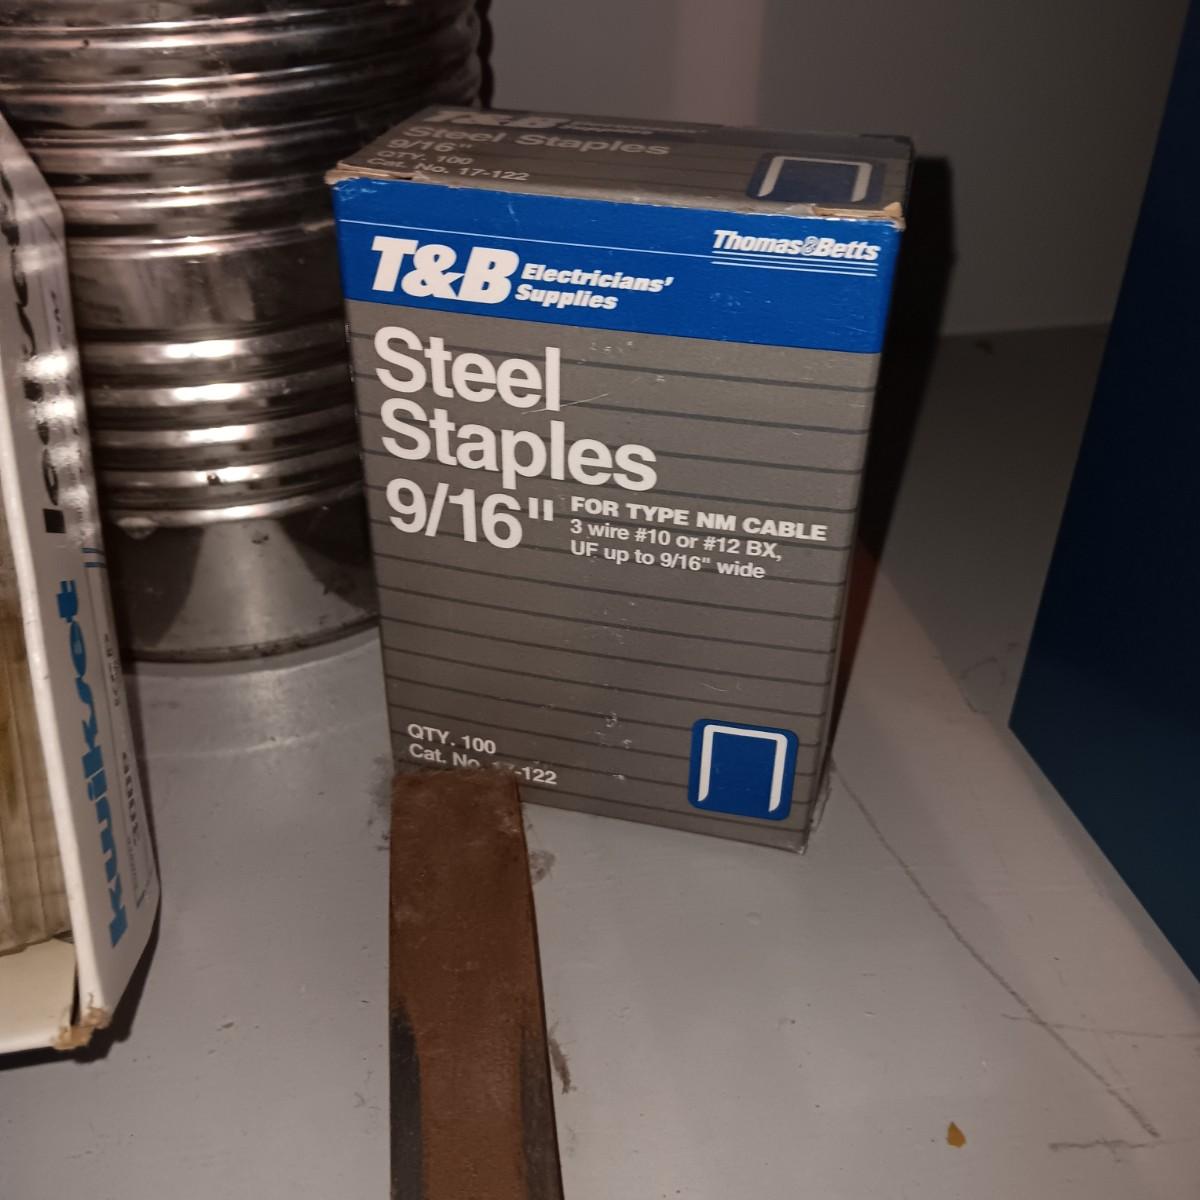 T&B
Steel Staples
9/16"
QTY. 100
Cat. No. 17-122
T&B Electricians' Supplies
Thomas&Betts
Steel
Staples
9/16"
FOR TYPE NM CABLE
3 wire #10 or #12 BX,
UF up to 9/16" wide
QTY. 100
Cat. No. 17-122
kwikset